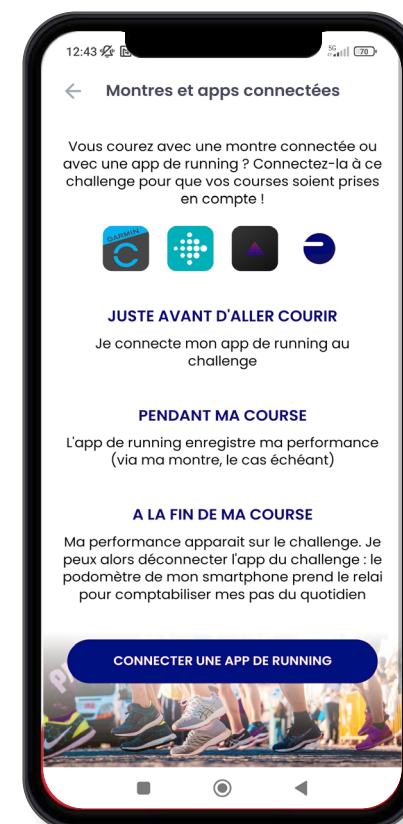 12:43
5G
70
Montres et apps connectées
Vous courez avec une montre connectée ou
avec une app de running ? Connectez-la à ce
challenge pour que vos courses soient prises
en compte !
GARMIN
JUSTE AVANT D'ALLER COURIR
Je connecte mon app de running au
challenge
PENDANT MA COURSE
L'app de running enregistre ma performance
(via ma montre, le cas échéant)
A LA FIN DE MA COURSE
Ma performance apparait sur le challenge. Je
peux alors déconnecter l'app du challenge : le
podomètre de mon smartphone prend le relai
pour comptabiliser mes pas du quotidien
CONNECTER UNE APP DE RUNNING